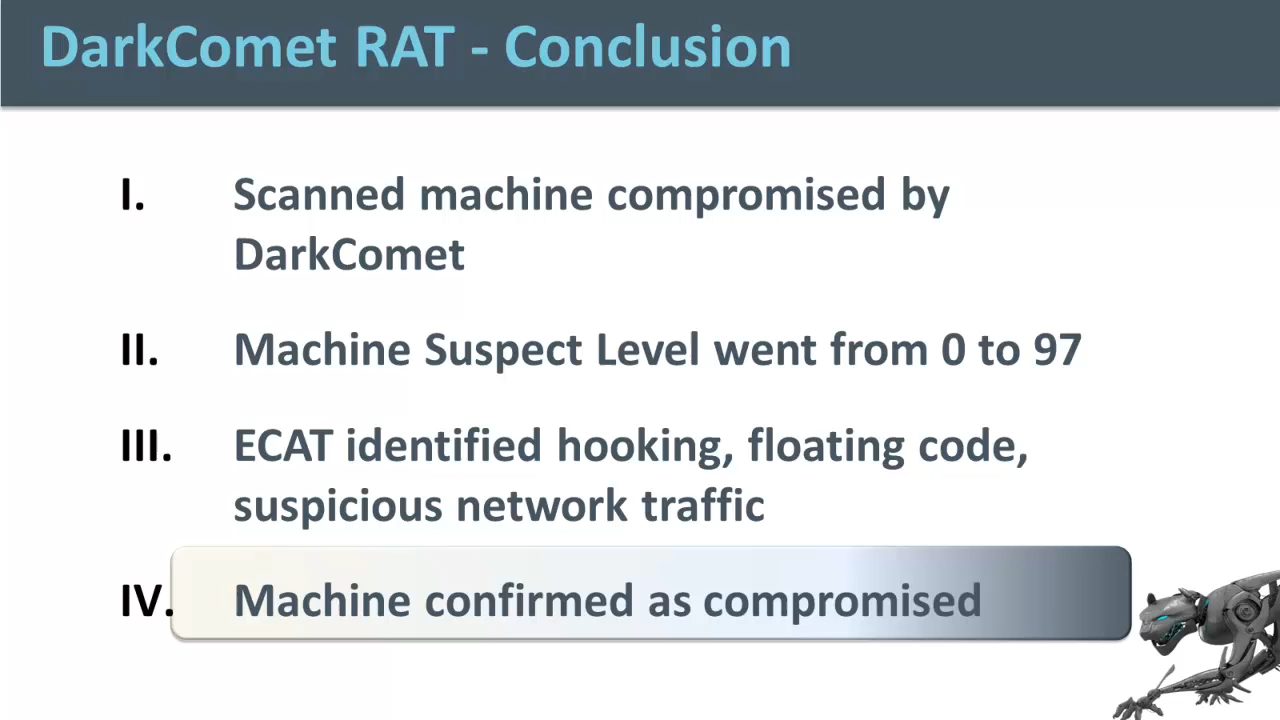 DarkComet RAT - Conclusion
I. Scanned machine compromised by
DarkComet
II. Machine Suspect Level went from 0 to 97
III. ECAT identified hooking, floating code,
suspicious network traffic
IV. Machine confirmed as compromised